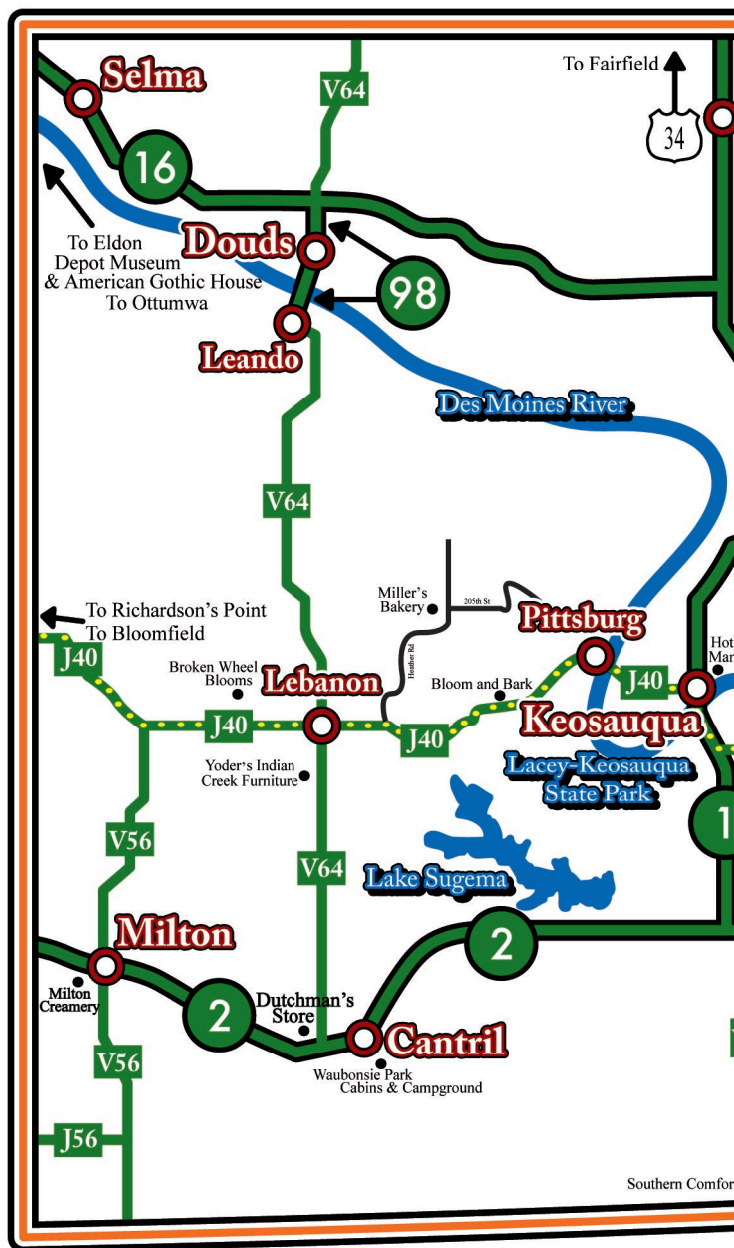 Selma
V64
To Fairfield
34
16
To Eldon
Depot Museum
& American Gothic House
To Ottumwa
Douds
98
Leando
Des Moines River
V64
Miller's
Bakery
205th St
Heather Rd
To Richardson's Point
To Bloomfield
Pittsburg
J40
Broken Wheel
Blooms
Lebanon
Bloom and Bark
J40
Keosauqua
J40
J40
Yoder's Indian
Creek Furniture
Lacey-Keosauqua
State Park
V56
V64
1
Lake Sugema
Milton
2
Milton
Creamery
2
Dutchman's
Store
Cantril
V56
Waubonsie Park
Cabins & Campground
J56